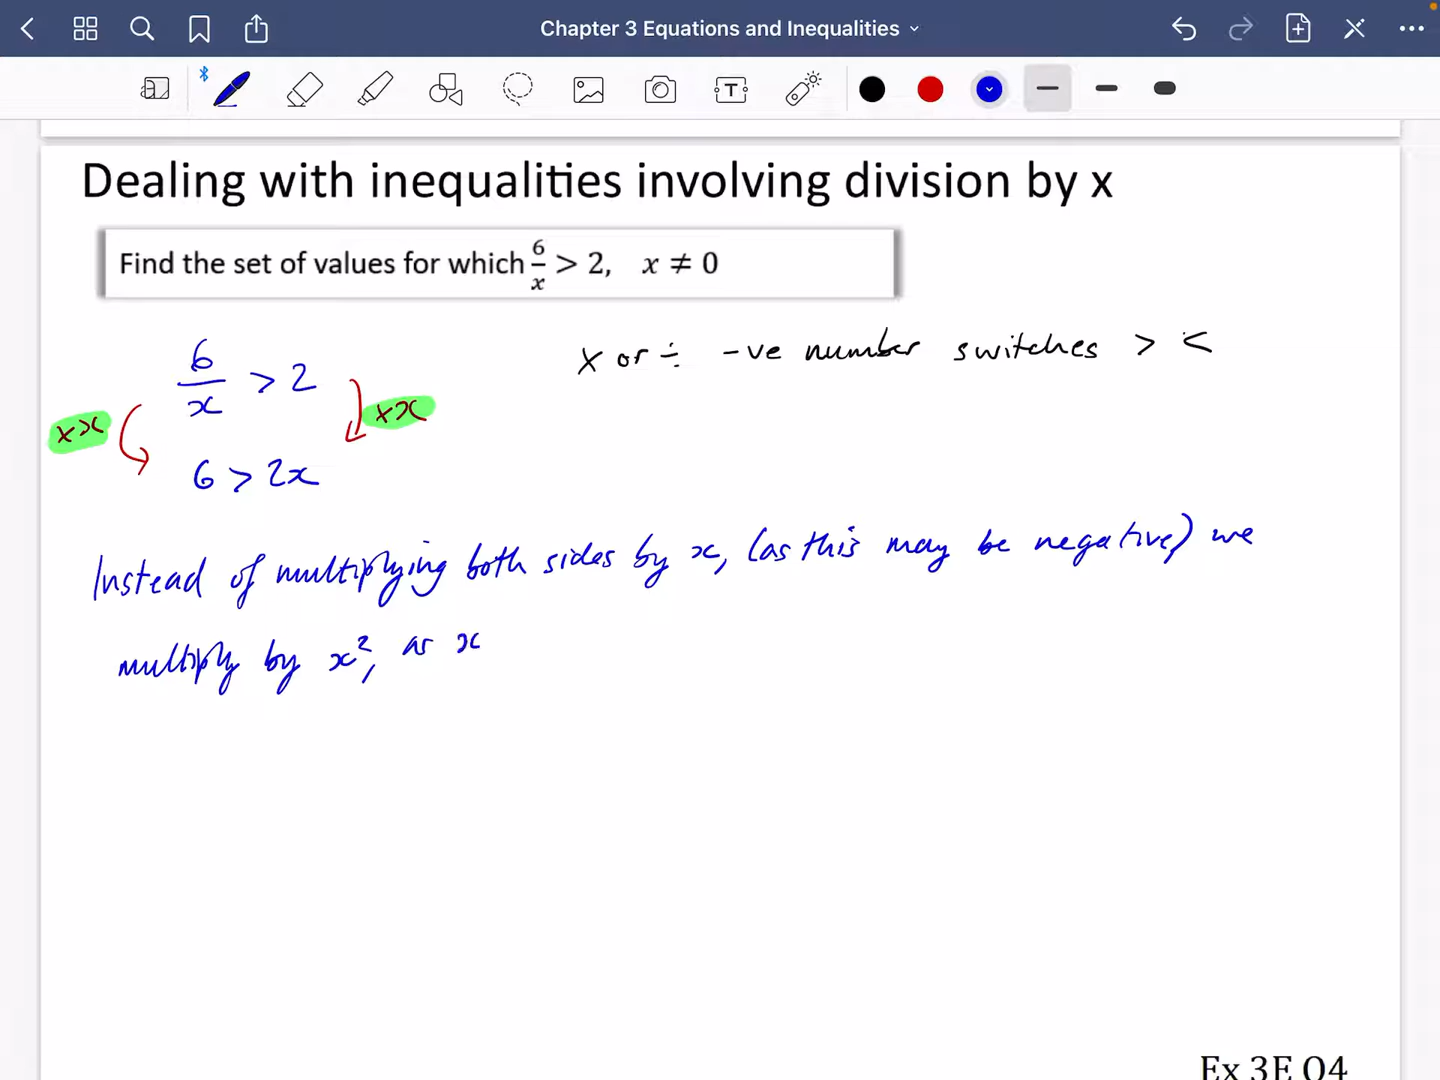 Chapter 3 Equations and Inequalities
T
Dealing with inequalities involving division by x
Find the set of values for which 6/x > 2, x ≠ 0
6/x > 2
x or ÷ -ve number switches > <
×x
×x
6 > 2x
Instead of multiplying both sides by x, (as this may be negative) we
multiply by x², as x
Ex 3E Q4